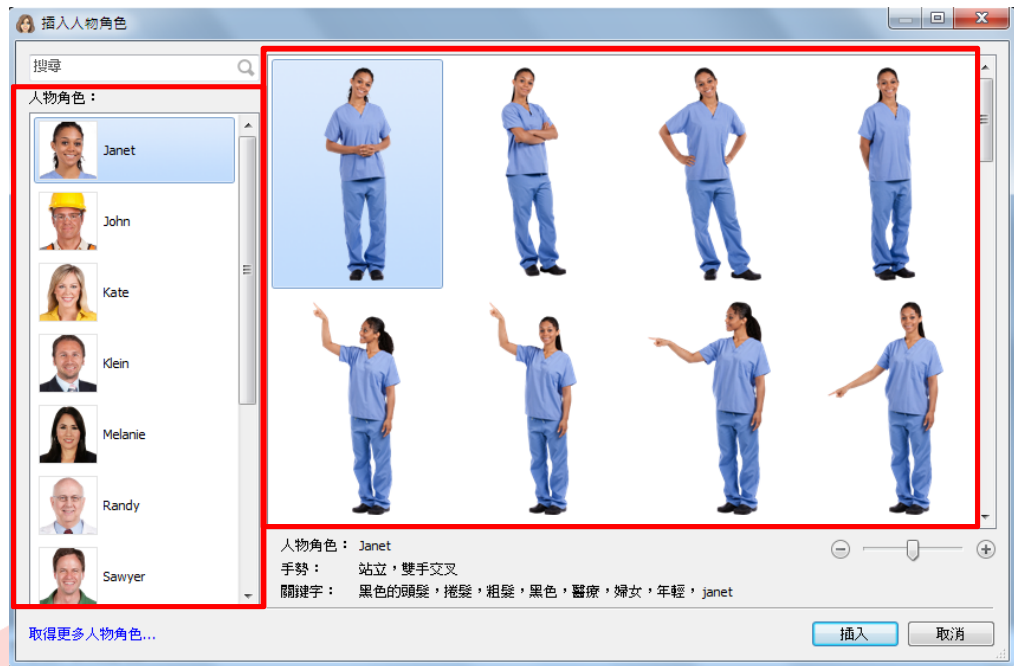 插入人物角色
搜尋
人物角色：
Janet
John
Kate
Klein
Melanie
Randy
Sawyer
人物角色： Janet
手勢： 站立，雙手交叉
關鍵字： 黑色的頭髮，捲髮，粗髮，黑色，醫療，婦女，年輕，janet
取得更多人物角色...
插入 取消